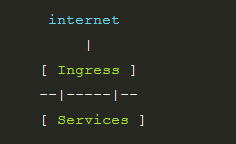 internet
|
[ Ingress ]
--|-----|--
[ Services ]